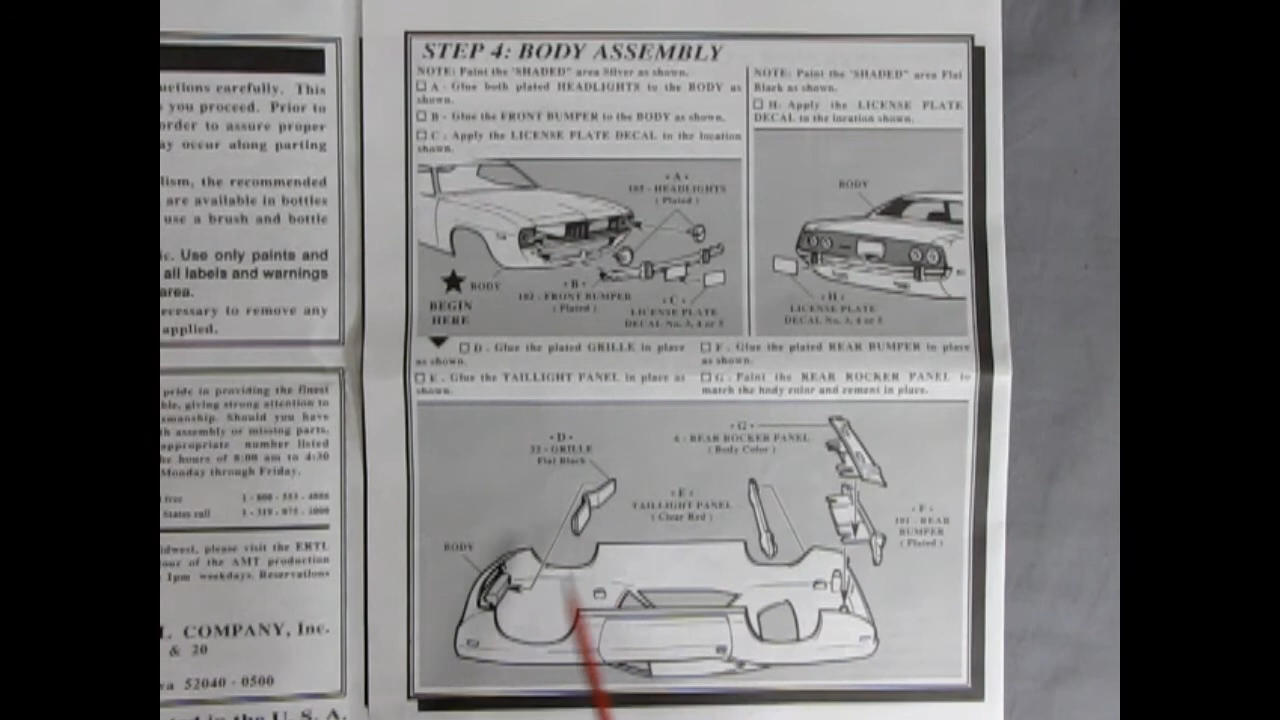 uctions carefully. This
you proceed. Prior to
order to assure proper
ay occur along parting
lism, the recommended
are available in bottles
use a brush and bottle
ic. Use only paints and
all labels and warnings
area.
ecessary to remove any
applied.
pride in providing the finest
ble, giving strong attention to
smanship. Should you have
th assembly or missing parts,
appropriate number listed
he hours of 8:00 am to 4:30
Monday through Friday.
free
States call
idwest, please visit the ERTL
our of the AMT production
1pm weekdays. Reservations
COMPANY, Inc.
& 20
52040 - 0500
in the U. S. A.
STEP 4: BODY ASSEMBLY
NOTE: Paint the "SHADED" area Silver as shown.
A - Glue both plated HEADLIGHTS to the BODY as
shown.
B - Glue the FRONT BUMPER to the BODY as shown.
C - Apply the LICENSE PLATE DECAL to the location
shown.
NOTE: Paint the "SHADED" area Flat
Black as shown.
H- Apply the LICENSE PLATE
DECAL to the location shown.
- A -
105 - HEADLIGHTS
( Plated )
BODY
BEGIN
HERE
- B -
102 - FRONT BUMPER
( Plated )
- C -
LICENSE PLATE
DECAL No. 3, 4 or 5
BODY
- H -
LICENSE PLATE
DECAL No. 3, 4 or 5
D - Glue the plated GRILLE in place
as shown.
E - Glue the TAILLIGHT PANEL in place as
shown.
F - Glue the plated REAR BUMPER in place
as shown.
G - Paint the REAR ROCKER PANEL to
match the body color and cement in place.
- D -
GRILLE
Flat Black
- G -
REAR ROCKER PANEL
( Body Color )
- E -
TAILLIGHT PANEL
( Clear Red )
- F -
101 - REAR
BUMPER
( Plated )
BODY